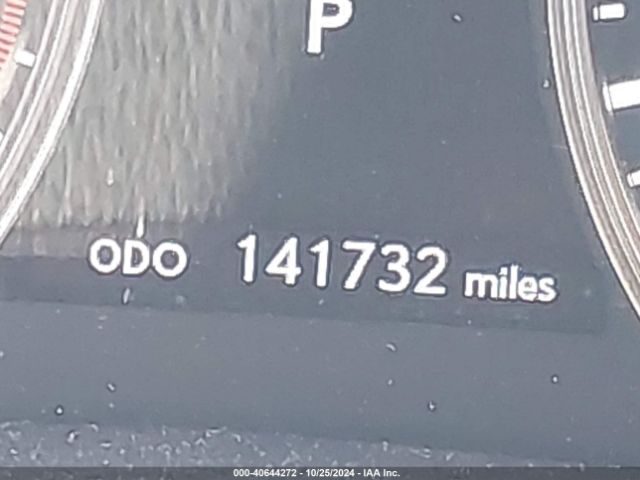 P
ODO 141732 miles
000-40644272 - 10/25/2024 - IAA Inc.